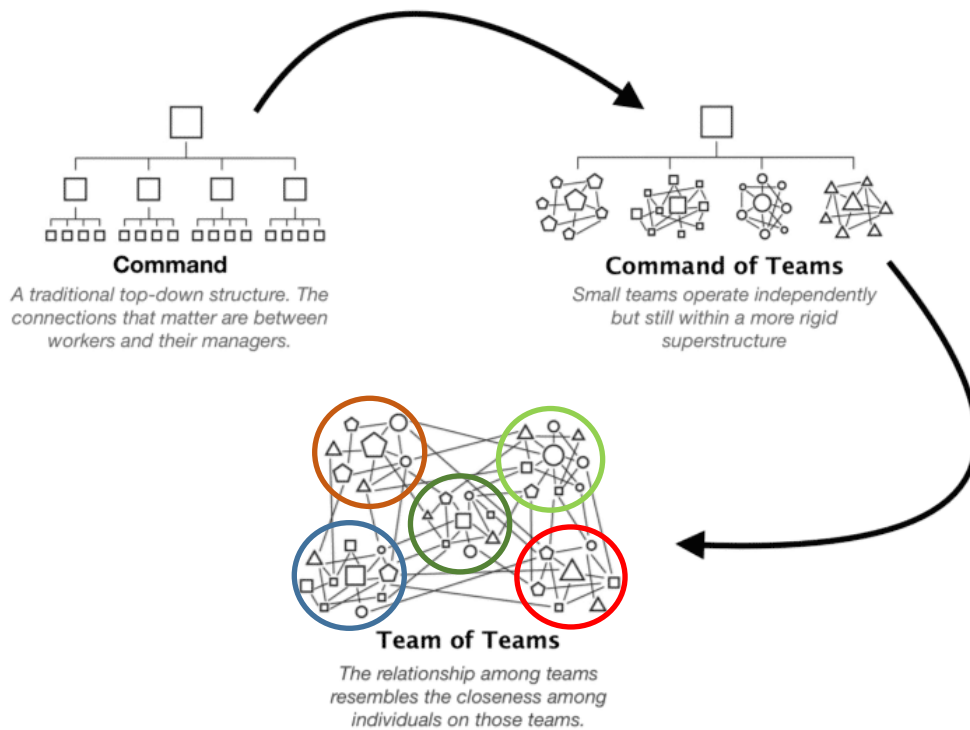 Command
A traditional top-down structure. The
connections that matter are between
workers and their managers.
Command of Teams
Small teams operate independently
but still within a more rigid
superstructure
Team of Teams
The relationship among teams
resembles the closeness among
individuals on those teams.